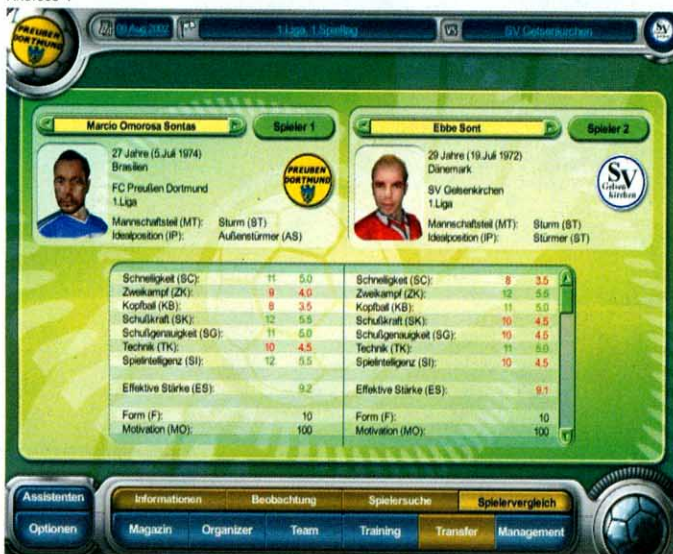 PREUßEN
DORTMUND
09.Aug.2002
1.Liga, 1.Spieltag
VS
SV Gelsenkirchen
SV
Marcio Omorosa Sontas
Spieler 1
27 Jahre (5.Juli 1974)
Brasilien
FC Preußen Dortmund
1.Liga
Mannschaftsteil (MT): Sturm (ST)
Idealposition (IP): Außenstürmer (AS)
PREUßEN
DORTMUND
Ebbe Sont
Spieler 2
29 Jahre (19.Juli 1972)
Dänemark
SV Gelsenkirchen
1.Liga
Mannschaftsteil (MT): Sturm (ST)
Idealposition (IP): Stürmer (ST)
SV
Gelsen
kirchen
Schnelligkeit (SC): 11 5.0
Zweikampf (ZK): 9 4.0
Kopfball (KB): 8 3.5
Schußkraft (SK): 12 5.5
Schußgenauigkeit (SG): 11 5.0
Technik (TK): 10 4.5
Spielintelligenz (SI): 12 5.5
Effektive Stärke (ES): 9.2
Form (F): 10
Motivation (MO): 100
Schnelligkeit (SC): 8 3.5
Zweikampf (ZK): 12 5.5
Kopfball (KB): 11 5.0
Schußkraft (SK): 10 4.5
Schußgenauigkeit (SG): 10 4.5
Technik (TK): 11 5.0
Spielintelligenz (SI): 10 4.5
Effektive Stärke (ES): 9.1
Form (F): 10
Motivation (MO): 100
Assistenten
Informationen Beobachtung Spielersuche Spielervergleich
Optionen
Magazin Organizer Team Training Transfer Management